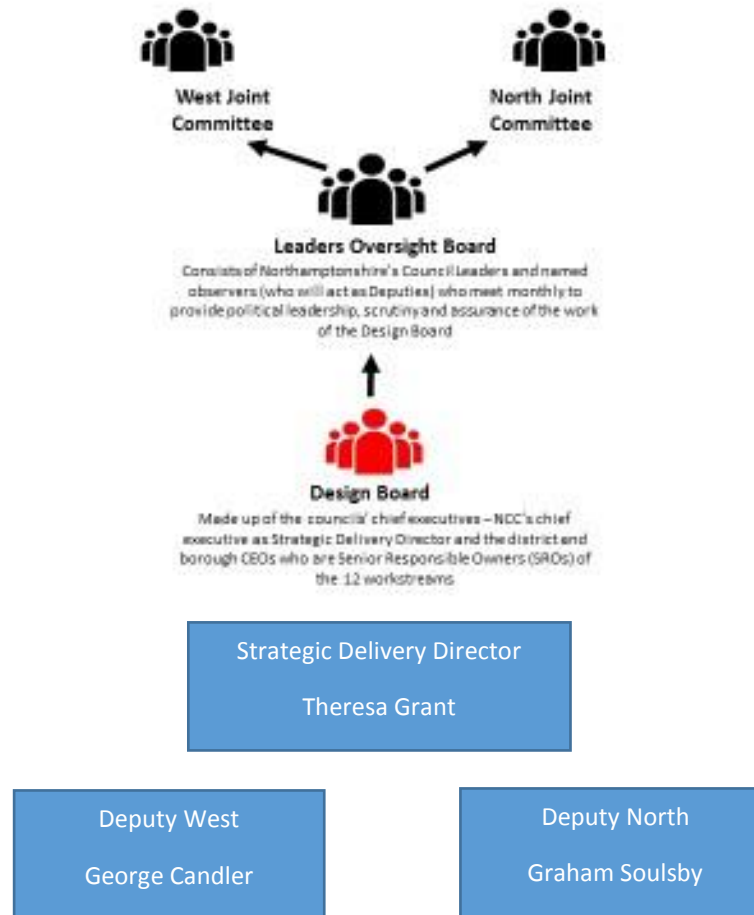 West Joint
Committee
North Joint
Committee
Leaders Oversight Board
Consists of Northamptonshire's Council Leaders and named
observers (who will act as Deputies) who meet monthly to
provide political leadership, scrutiny and assurance of the work
of the Design Board
Design Board
Made up of the councils' chief executives – NCC's chief
executive as Strategic Delivery Director and the district and
borough CEOs who are Senior Responsible Owners (SROs) of
the 12 workstreams
Strategic Delivery Director
Theresa Grant
Deputy West
George Candler
Deputy North
Graham Soulsby